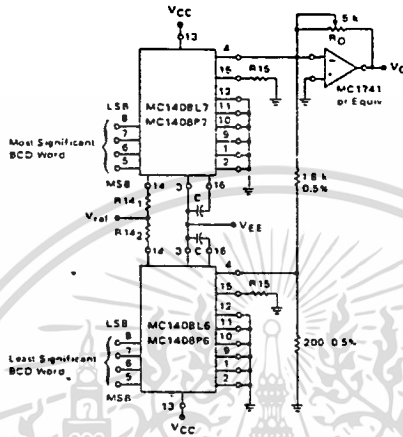 VCC
13
4
5 k
RO
15
R15
VO
MC1741
or Equiv
LSB
8
7
6
5
MSB
Most Significant
BCD Word
MC1408L7
MC1408P7
12
11
10
9
1
2
14
3
16
C
R14₁
Vref
R14₂
VEE
1.8 k
0.5%
14
3
C
16
4
LSB
8
7
6
5
MSB
Least Significant
BCD Word
MC1408L6
MC1408P6
15
R15
12
11
10
9
1
2
200 0.5%
13
VCC